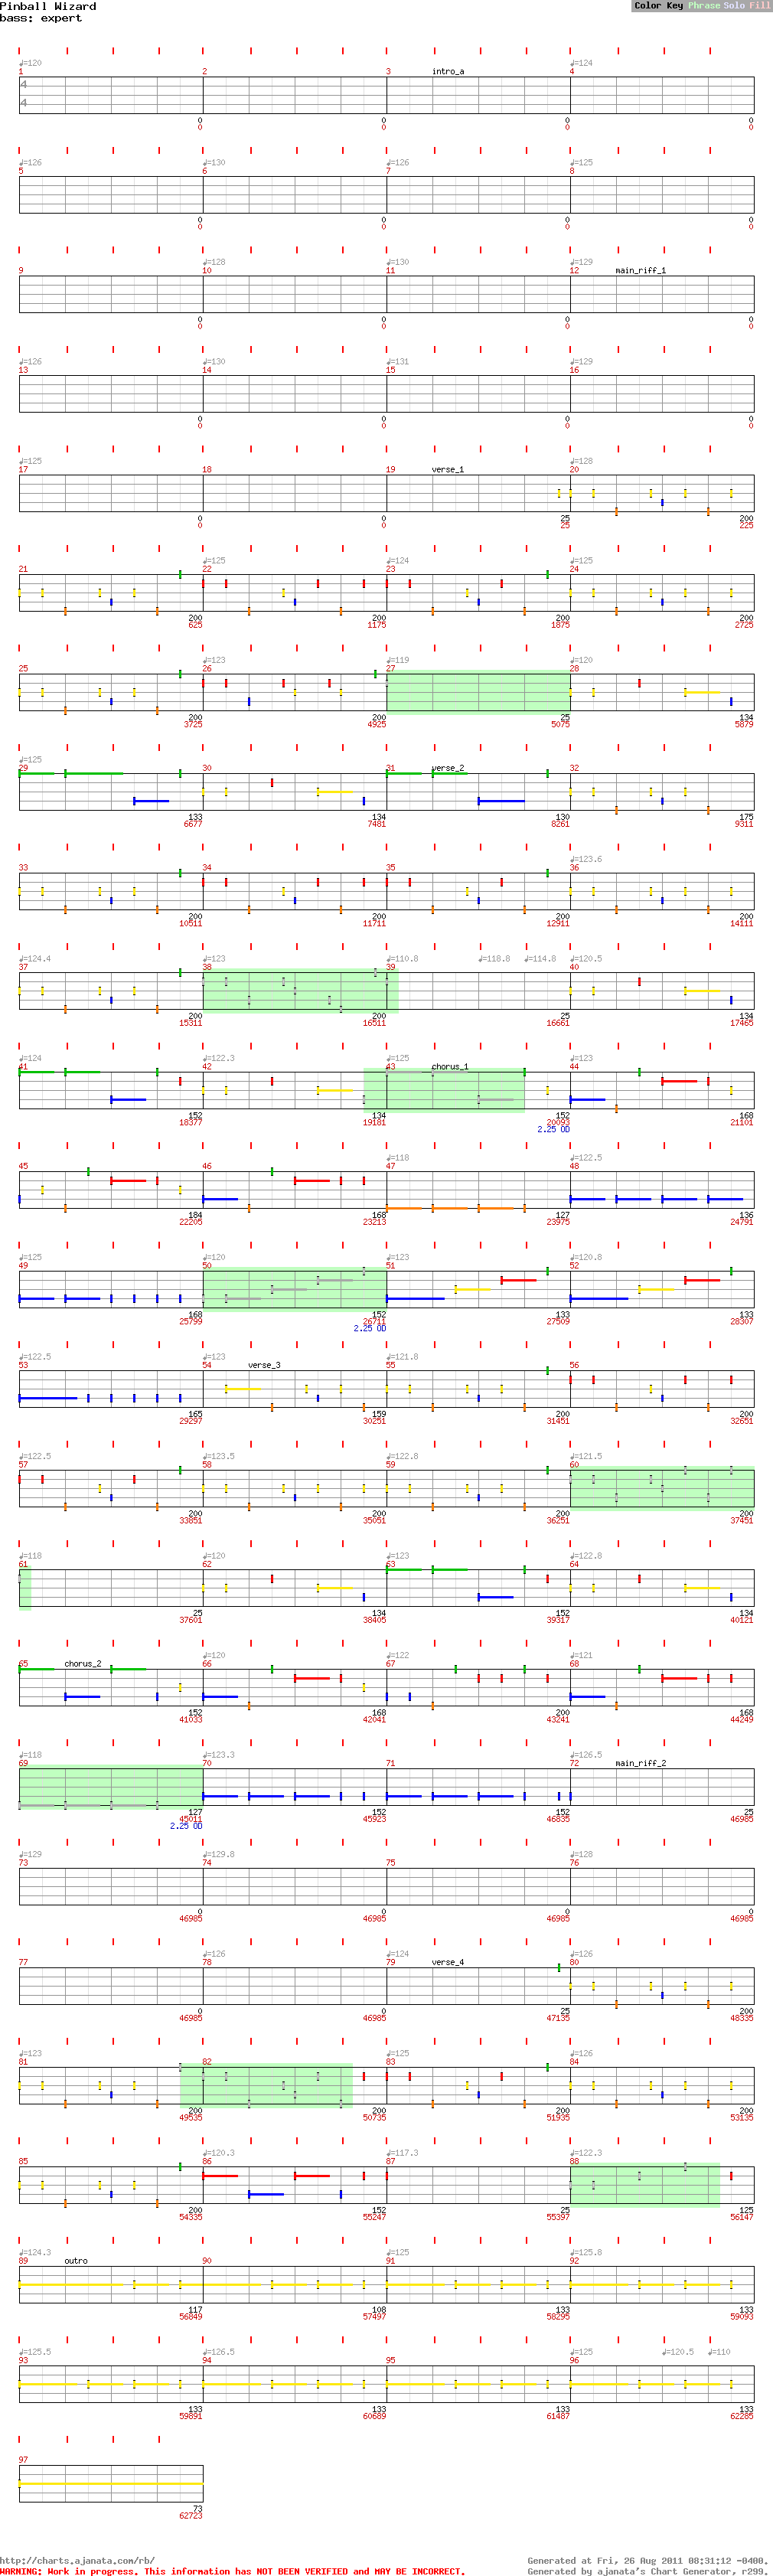 Pinball Wizard
Color Key Phrase Solo Fill
bass: expert
♩=120 ♩=124
1 2 3 intro_a 4
4
4
0 0 0 0
0 0 0 0
♩=126 ♩=130 ♩=126 ♩=125
5 6 7 8
0 0 0 0
0 0 0 0
♩=128 ♩=130 ♩=129
9 10 11 12 main_riff_1
0 0 0 0
0 0 0 0
♩=126 ♩=130 ♩=131 ♩=129
13 14 15 16
0 0 0 0
0 0 0 0
♩=125 ♩=128
17 18 19 verse_1 20
0 0 25 200
0 0 25 225
♩=125 ♩=124 ♩=125
21 22 23 24
200 200 200 200
625 1175 1875 2725
♩=123 ♩=119 ♩=120
25 26 27 28
200 200 25 134
3725 4925 5075 5879
♩=125
29 30 31 verse_2 32
133 134 130 175
6677 7481 8261 9311
♩=123.6
33 34 35 36
200 200 200 200
10511 11711 12911 14111
♩=124.4 ♩=123 ♩=110.8 ♩=118.8 ♩=114.8 ♩=120.5
37 38 39 40
200 200 25 134
15311 16511 16661 17465
♩=124 ♩=122.3 ♩=125 ♩=123
41 42 43 chorus_1 44
152 134 152 168
18377 19181 20093 21101
2.25 OD
♩=118 ♩=122.5
45 46 47 48
184 168 127 136
22205 23213 23975 24791
♩=125 ♩=120 ♩=123 ♩=120.8
49 50 51 52
168 152 133 133
25799 26711 27509 28307
2.25 OD
♩=122.5 ♩=123 ♩=121.8
53 54 verse_3 55 56
165 159 200 200
29297 30251 31451 32651
♩=122.5 ♩=123.5 ♩=122.8 ♩=121.5
57 58 59 60
200 200 200 200
33851 35051 36251 37451
♩=118 ♩=120 ♩=123 ♩=122.8
61 62 63 64
25 134 152 134
37601 38405 39317 40121
♩=120 ♩=122 ♩=121
65 chorus_2 66 67 68
152 168 200 168
41033 42041 43241 44249
♩=118 ♩=123.3 ♩=126.5
69 70 71 72 main_riff_2
127 152 152 25
45011 45923 46835 46985
2.25 OD
♩=129 ♩=129.8 ♩=128
73 74 75 76
0 0 0 0
46985 46985 46985 46985
♩=126 ♩=124 ♩=126
77 78 79 verse_4 80
0 0 25 200
46985 46985 47135 48335
♩=123 ♩=125 ♩=126
81 82 83 84
200 200 200 200
49535 50735 51935 53135
♩=120.3 ♩=117.3 ♩=122.3
85 86 87 88
200 152 25 125
54335 55247 55397 56147
♩=124.3 ♩=125 ♩=125.8
89 outro 90 91 92
117 108 133 133
56849 57497 58295 59093
♩=125.5 ♩=126.5 ♩=125 ♩=120.5 ♩=110
93 94 95 96
133 133 133 133
59891 60689 61487 62285
97
73
62723
http://charts.ajanata.com/rb/ Generated at Fri, 26 Aug 2011 08:31:12 -0400.
WARNING: Work in progress. This information has NOT BEEN VERIFIED and MAY BE INCORRECT. Generated by ajanata's Chart Generator, r299.